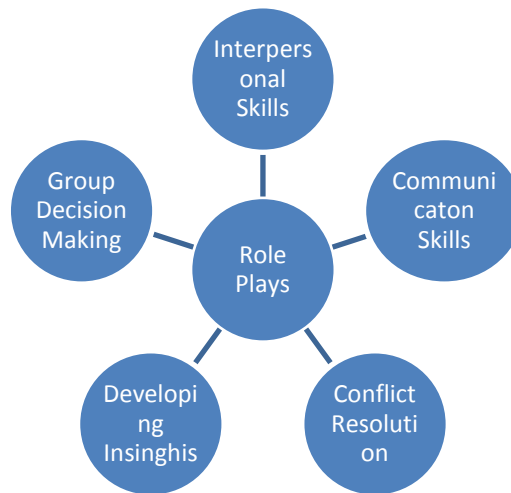 Interpers
onal
Skills
Group
Decision
Making
Communi
caton
Skills
Role
Plays
Developi
ng
Insinghis
Conflict
Resoluti
on